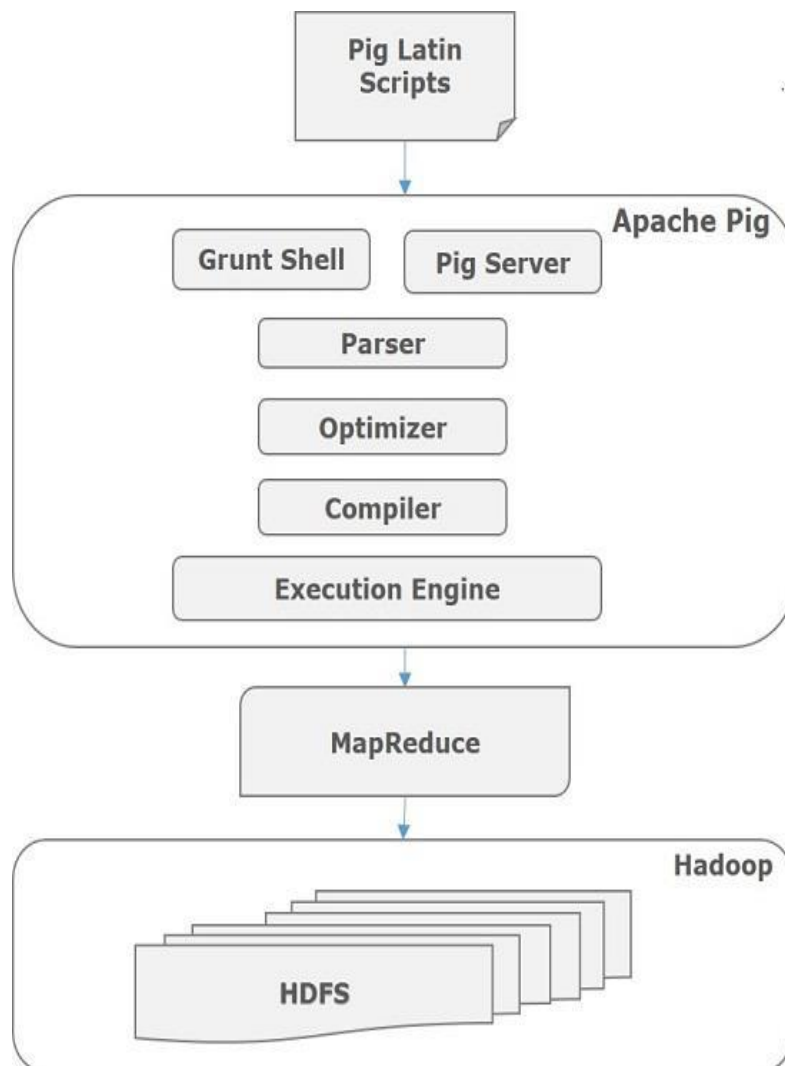 Pig Latin
Scripts
Apache Pig
Grunt Shell
Pig Server
Parser
Optimizer
Compiler
Execution Engine
MapReduce
Hadoop
HDFS